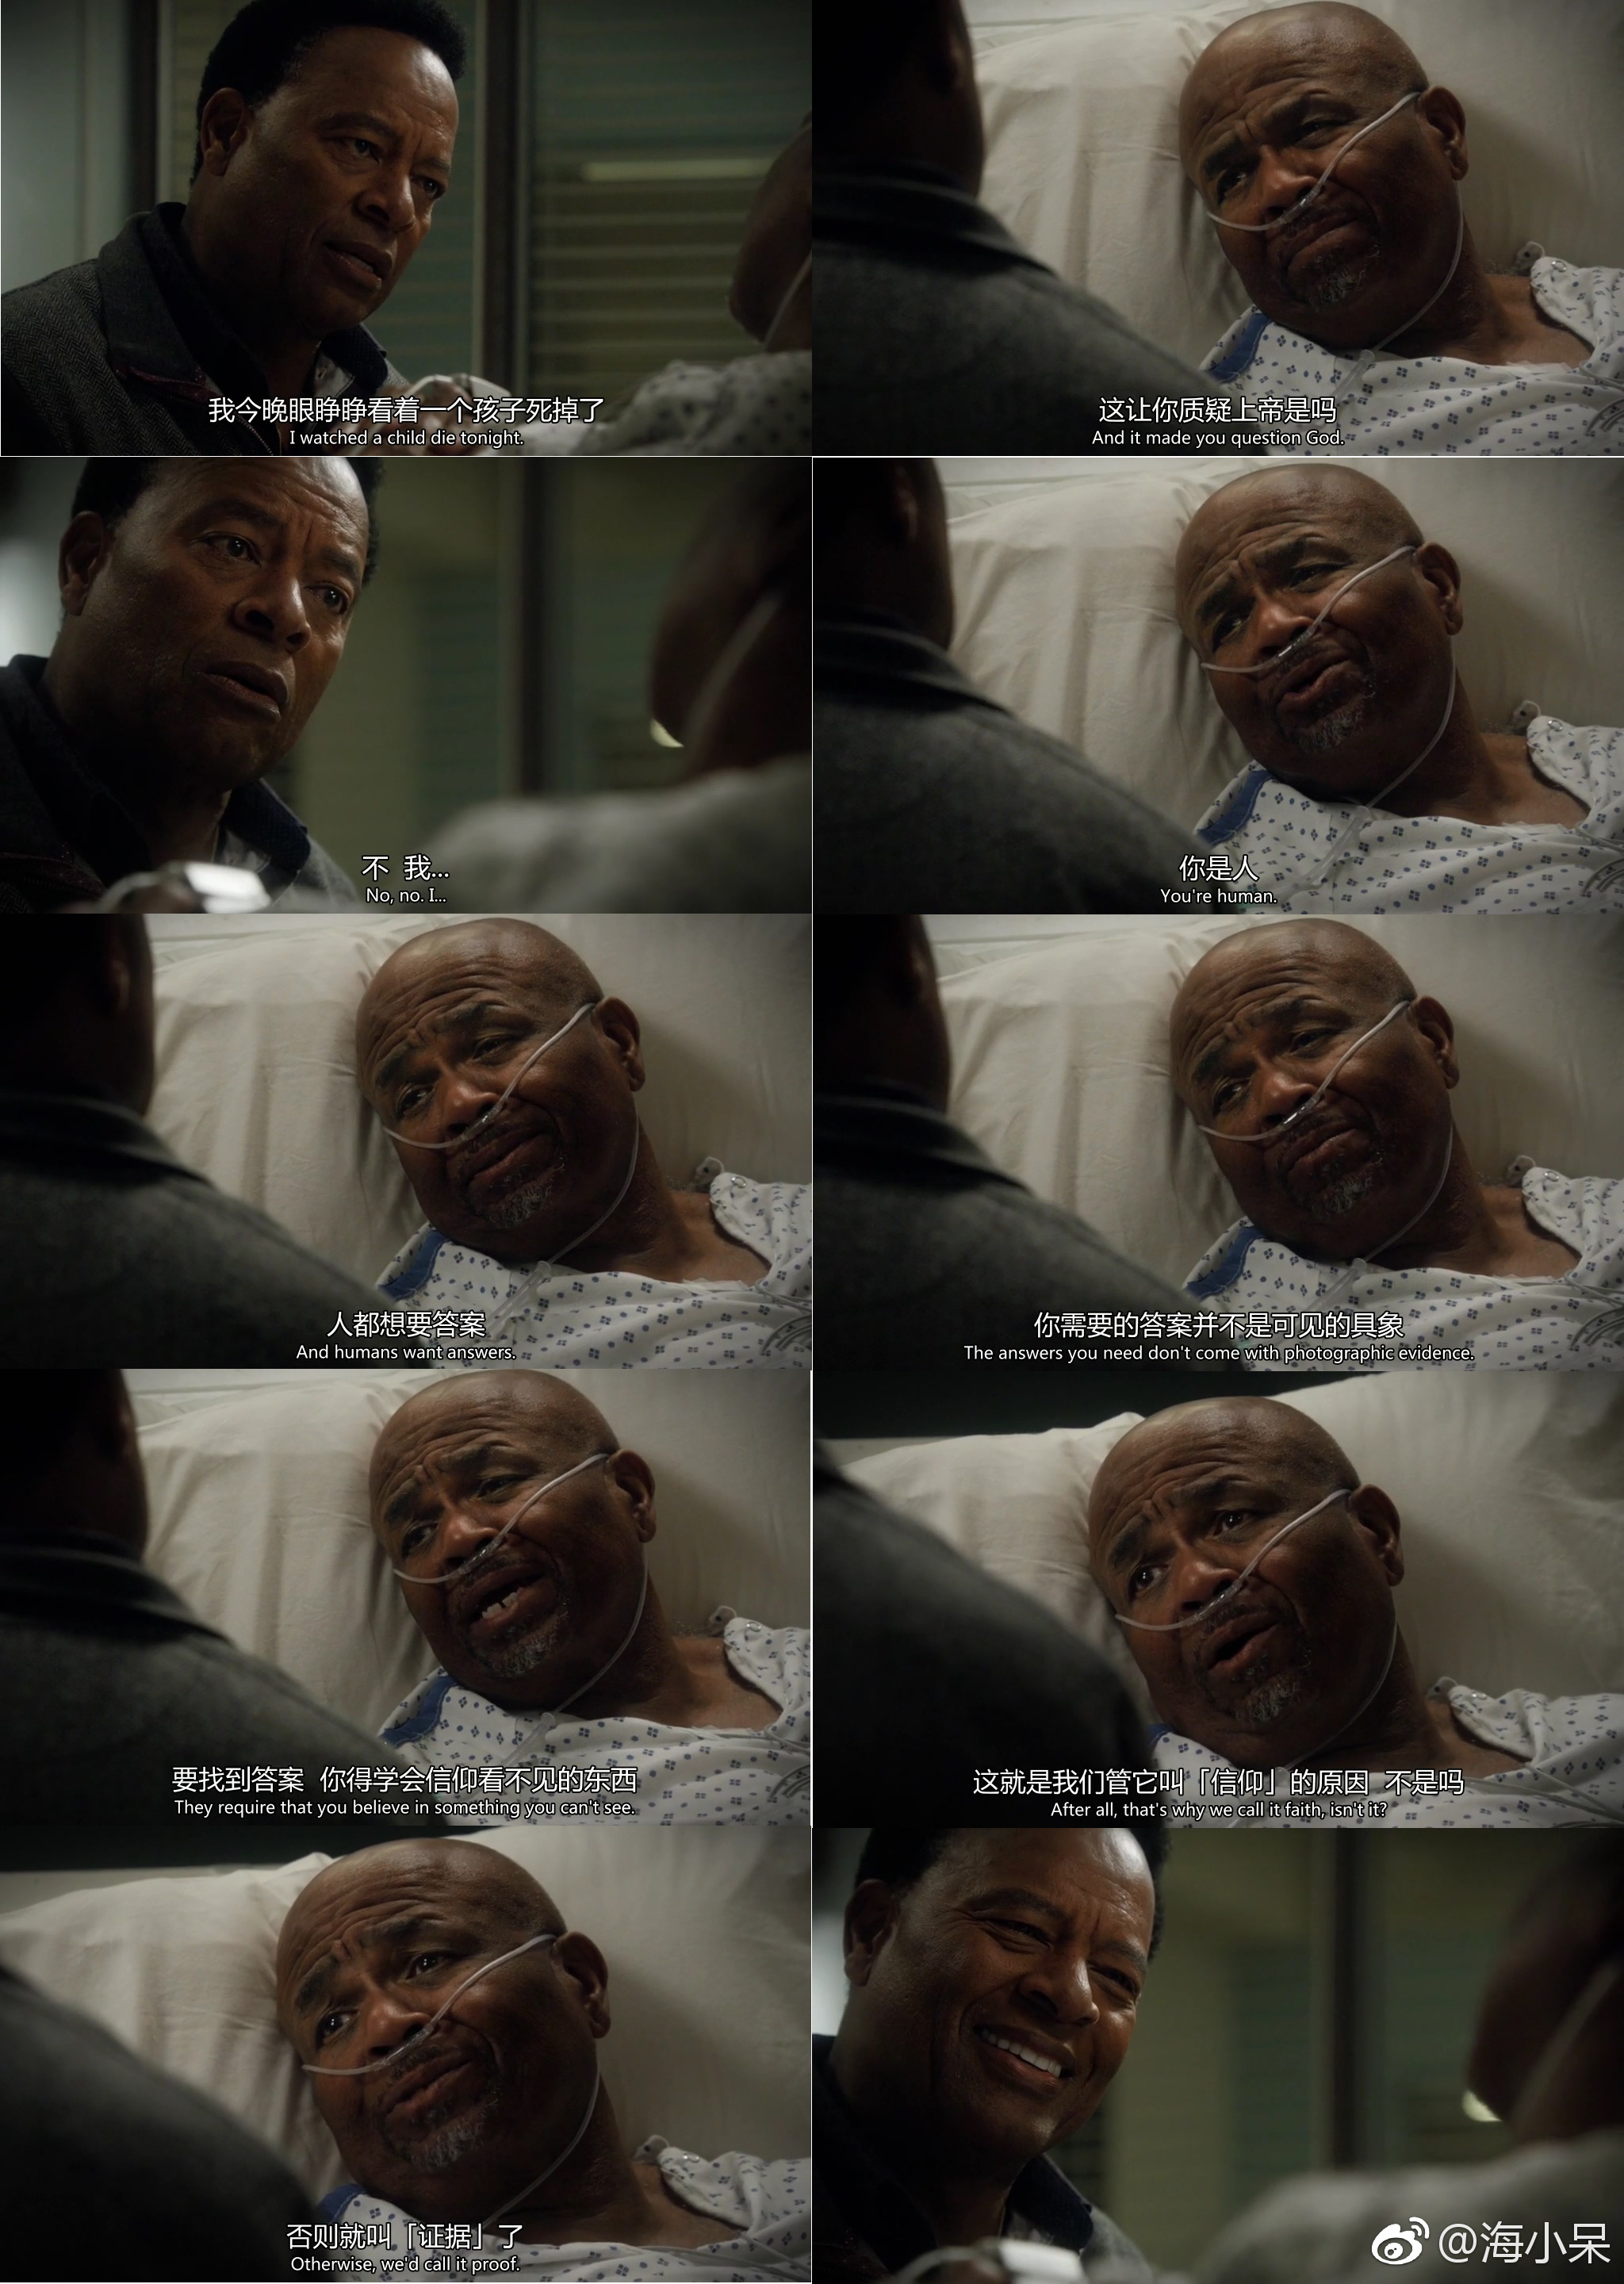 我今晚眼睁睁看着一个孩子死掉了
I watched a child die tonight.
这让你质疑上帝是吗
And it made you question God.
不 我...
No, no. I...
你是人
You're human.
人都想要答案
And humans want answers.
你需要的答案并不是可见的具象
The answers you need don't come with photographic evidence.
要找到答案 你得学会信仰看不见的东西
They require that you believe in something you can't see.
这就是我们管它叫「信仰」的原因 不是吗
After all, that's why we call it faith, isn't it?
否则就叫「证据」了
Otherwise, we'd call it proof.
@海小呆